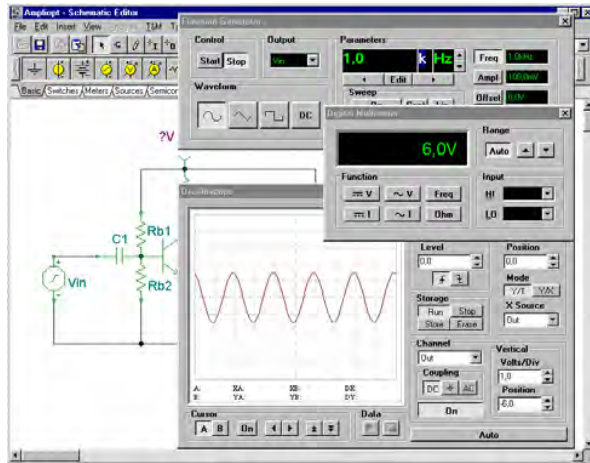 Ampliopt - Schematic Editor
File Edit Insert View T&M
Basic Switches Meters Sources Semicon
?V
Rb1
C1
Rb2
Vin
Function Generator
Control
Start Stop
Output
Vin
Parameters
1,0 k Hz
Edit
Sweep
Freq 1,0kHz
Ampl 100,0mV
Offset 0,0V
Waveform
DC
Digital Multimeter
6,0V
Range
Auto
Function
V V Freq
I I Ohm
Input
HI
LO
Oscilloscope
Level
0,0
Position
0,0
Mode
Y/T Y/X
Storage
Run Stop
Store Erase
X Source
Out
Channel
Out
Coupling
DC AC
On
Vertical
Volts/Div
1,0
Position
-6,0
A: XA: XB: DX:
B: YA: YB: DY:
Cursor
A B On
Data
Auto